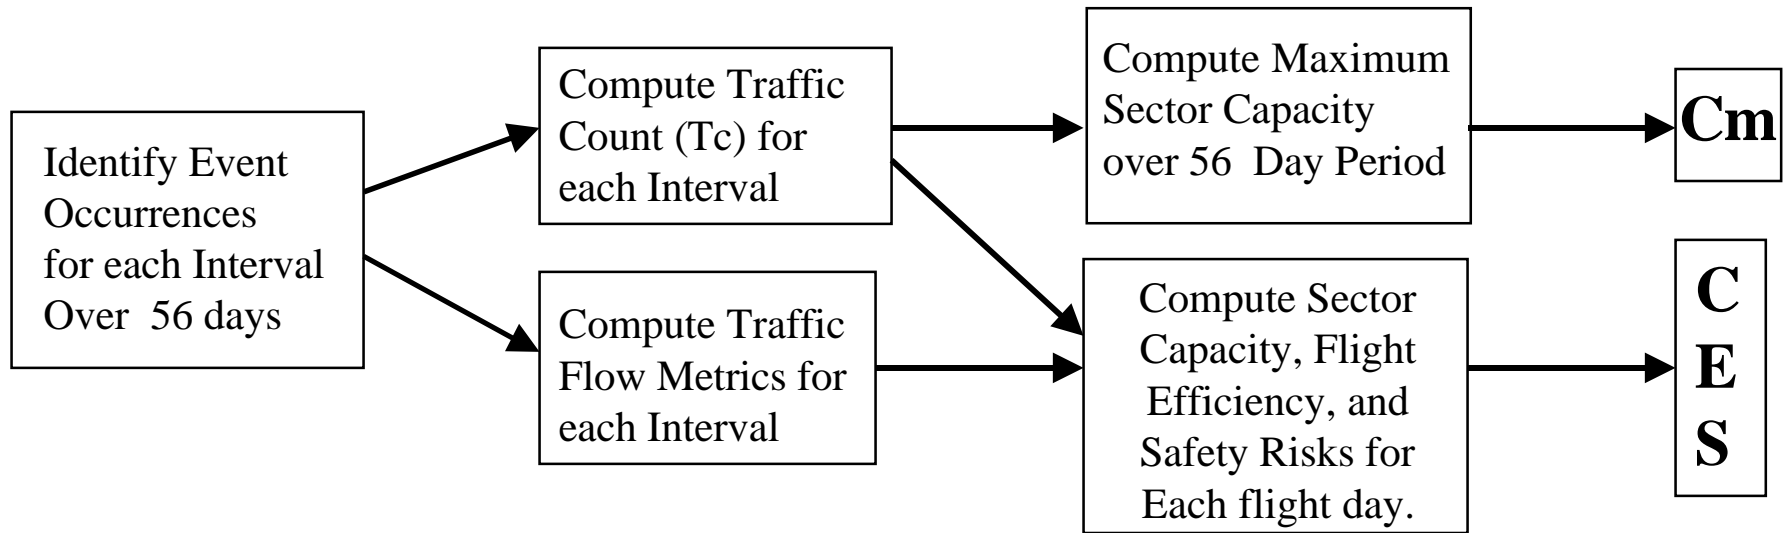 Identify Event
Occurrences
for each Interval
Over 56 days
Compute Traffic
Count (Tc) for
each Interval
Compute Traffic
Flow Metrics for
each Interval
Compute Maximum
Sector Capacity
over 56 Day Period
Compute Sector
Capacity, Flight
Efficiency, and
Safety Risks for
Each flight day.
Cm
C
E
S